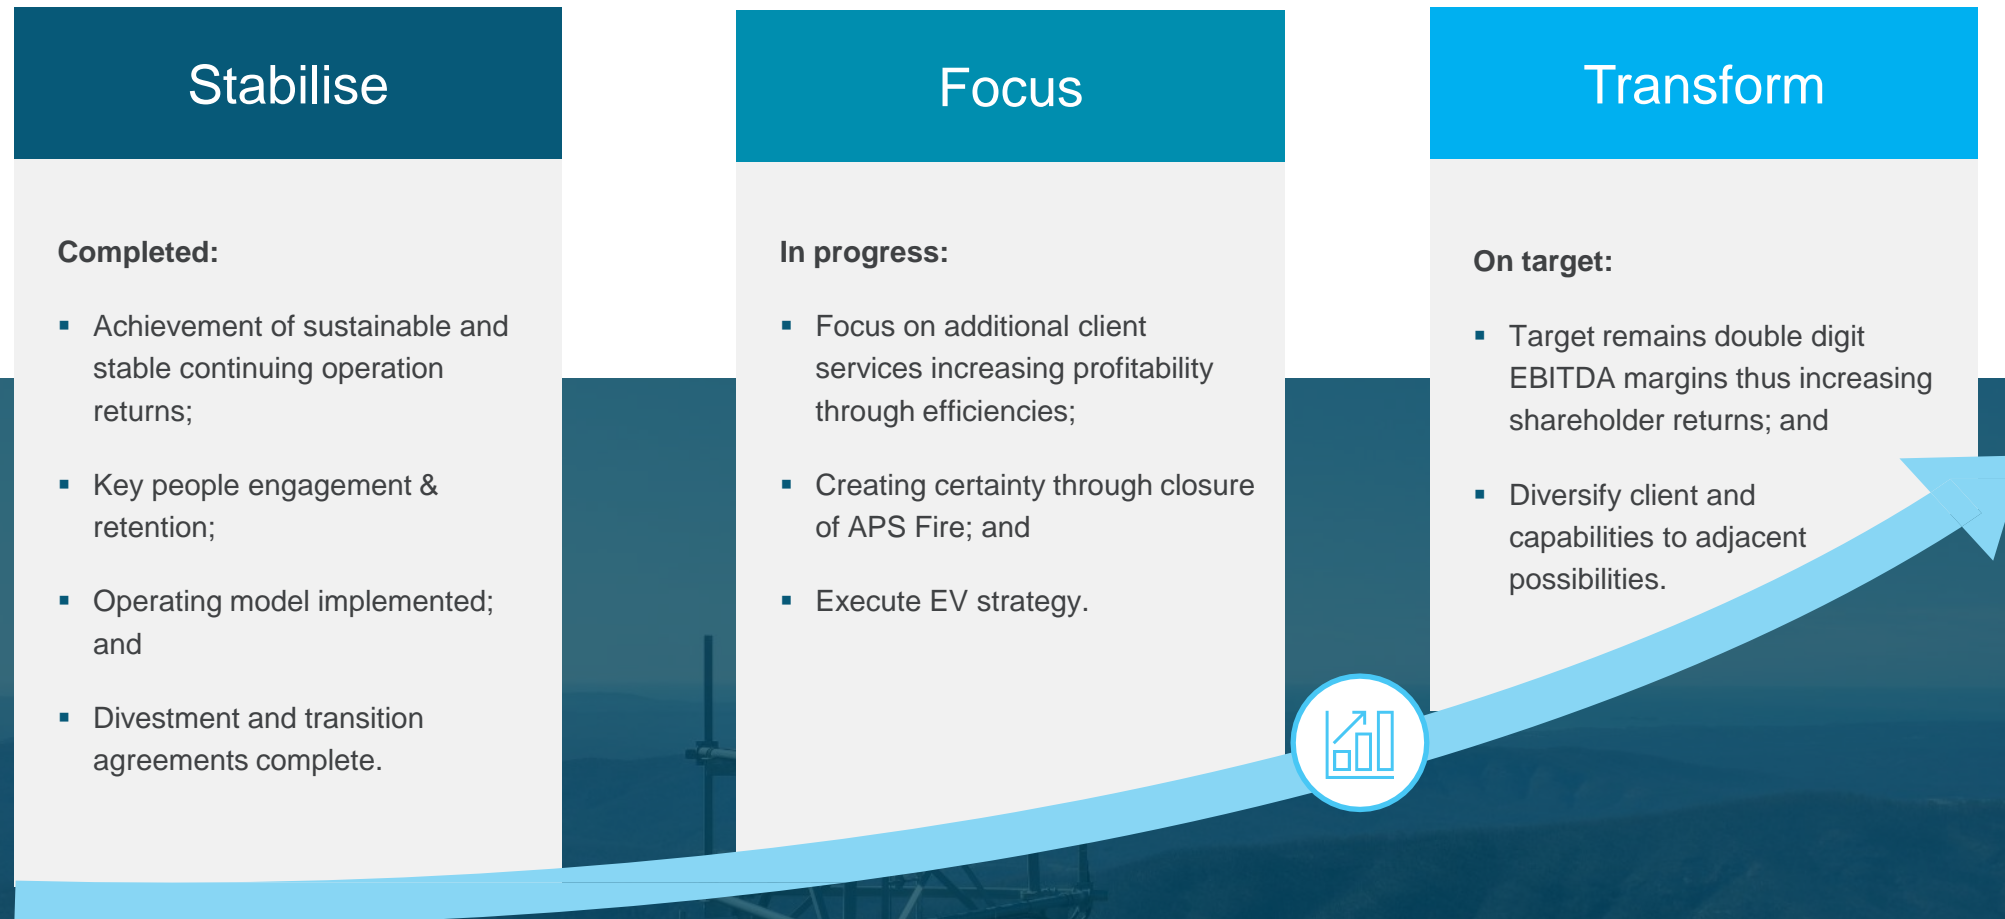 Stabilise
Completed:
▪ Achievement of sustainable and
stable continuing operation
returns;
▪ Key people engagement &
retention;
▪ Operating model implemented;
and
▪ Divestment and transition
agreements complete.
Focus
In progress:
▪ Focus on additional client
services increasing profitability
through efficiencies;
▪ Creating certainty through closure
of APS Fire; and
▪ Execute EV strategy.
Transform
On target:
▪ Target remains double digit
EBITDA margins thus increasing
shareholder returns; and
▪ Diversify client and
capabilities to adjacent
possibilities.